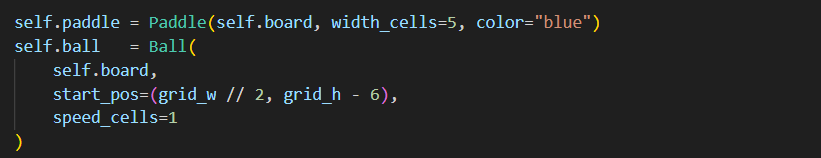 self.paddle = Paddle(self.board, width_cells=5, color="blue")
self.ball   = Ball(
    self.board,
    start_pos=(grid_w // 2, grid_h - 6),
    speed_cells=1
)